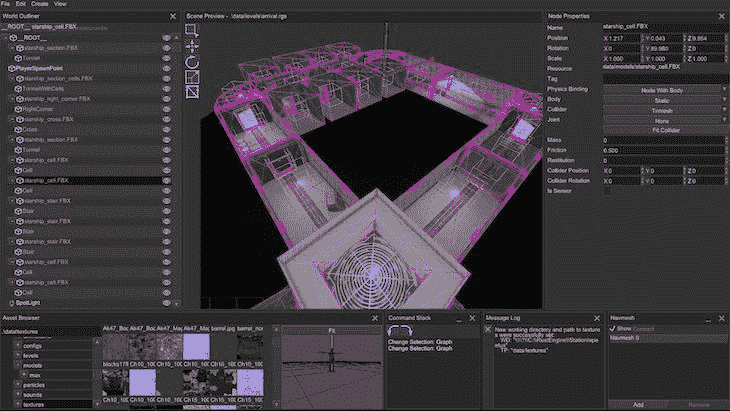 File Edit Create View
World Outliner
__ROOT__ starship_cell.FBX
__ROOT__
starship_section.FBX
Tonnel
PlayerSpawnPoint
starship_section_cells.FBX
TonnelWithCells
starship_right_corner.FBX
RightCorner
starship_cross.FBX
Cross
starship_section.FBX
Tonnel
starship_cell.FBX
Cell
starship_cell.FBX
Cell
starship_stair.FBX
Stair
starship_stair.FBX
Stair
starship_stair.FBX
Stair
starship_cell.FBX
Cell
starship_cell.FBX
Cell
SpotLight
Scene Preview - .\data\levels\arrival.rgs
Node Properties
starship_cell.FBX
Name
Position X 1.217 Y 0.043 Z 9.954
Rotation X 0 Y 89.980 Z 0
Scale X 1.000 Y 1.000 Z 1.000
Resource data/models/starship_cell.FBX
Tag
Physics Binding Node With Body
Body Static
Collider Trimesh
Joint None
Fit Collider
Mass 0
Friction 0.500
Restitution 0
Collider Position X 0 Y 0 Z 0
Collider Rotation X 0 Y 0 Z 0
Is Sensor
Asset Browser
.\data\textures
configs
levels
models
max
particles
sounds
textures
Ak47_Boc Ak47_Boc Ak47_Ma Ak47_Ma barrel.jpg barrel_nor
blocks17f Ch10_100 Ch10_100 Ch10_100 Ch10_100 Ch10_100
Ch10_100 Ch10_100 Ch10_100 Ch10_100 Ch15_100 Ch15_100
Fit
Command Stack
Change Selection: Graph
Change Selection: Graph
Message Log
New working directory and path to textures
were successfully set:
WD:
TP: "data/textures"
Navmesh
Show Connect
Navmesh 0
Add Remove